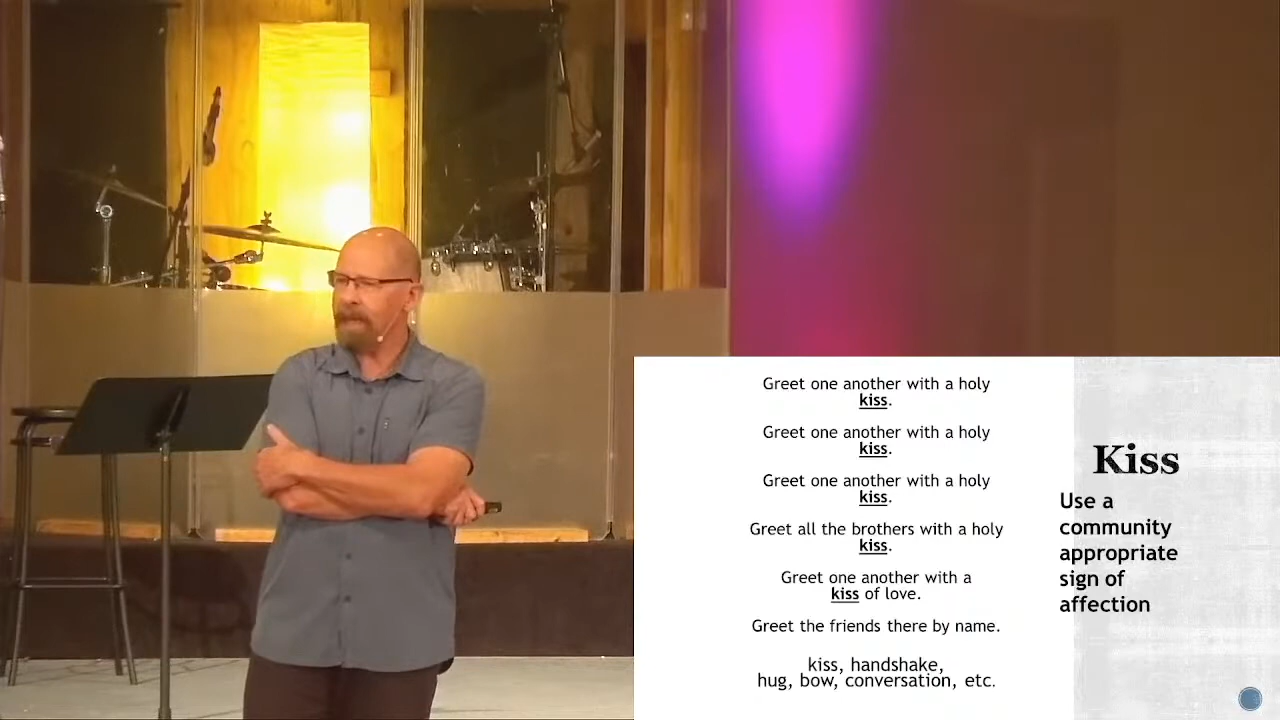 Greet one another with a holy
kiss.
Greet one another with a holy
kiss.
Greet one another with a holy
kiss.
Greet all the brothers with a holy
kiss.
Greet one another with a
kiss of love.
Greet the friends there by name.
kiss, handshake,
hug, bow, conversation, etc.
Kiss
Use a
community
appropriate
sign of
affection